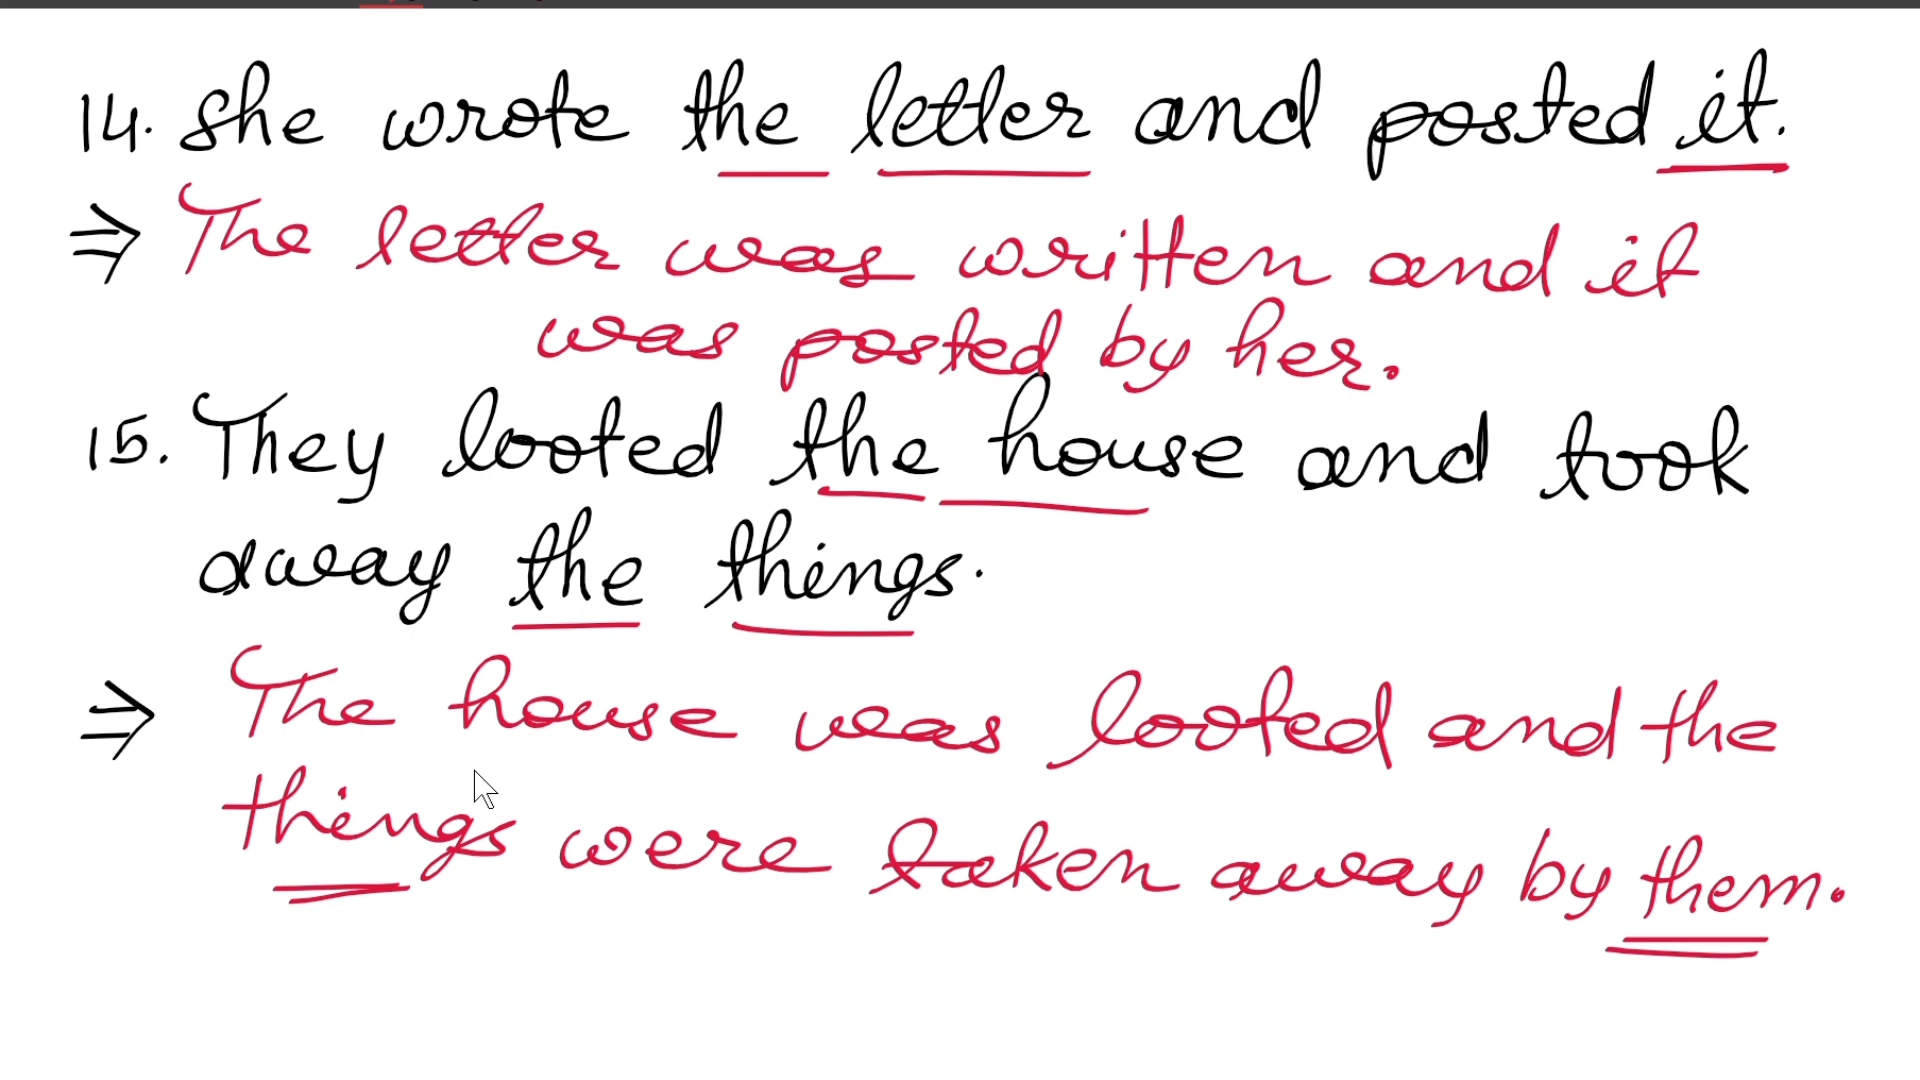 14. She wrote the letter and posted it.
⇒ The letter was written and it
was posted by her.
15. They looted the house and took
away the things.
⇒ The house was looted and the
things were taken away by them.